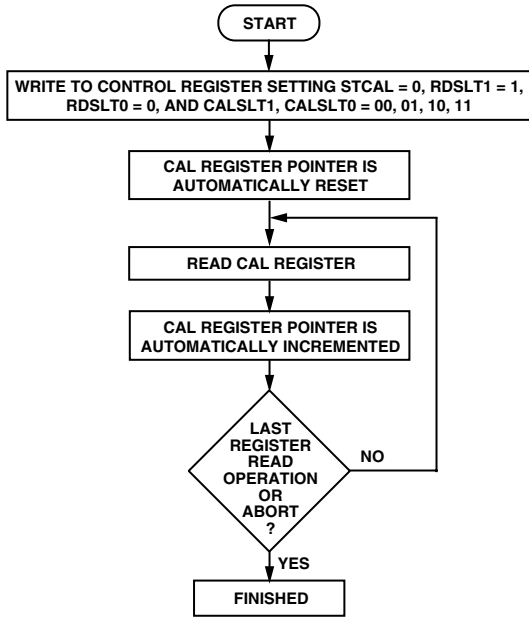 START
WRITE TO CONTROL REGISTER SETTING STCAL = 0, RDSLT1 = 1,
RDSLT0 = 0, AND CALSLT1, CALSLT0 = 00, 01, 10, 11
CAL REGISTER POINTER IS
AUTOMATICALLY RESET
READ CAL REGISTER
CAL REGISTER POINTER IS
AUTOMATICALLY INCREMENTED
LAST
REGISTER
READ
OPERATION
OR
ABORT
?
NO
YES
FINISHED